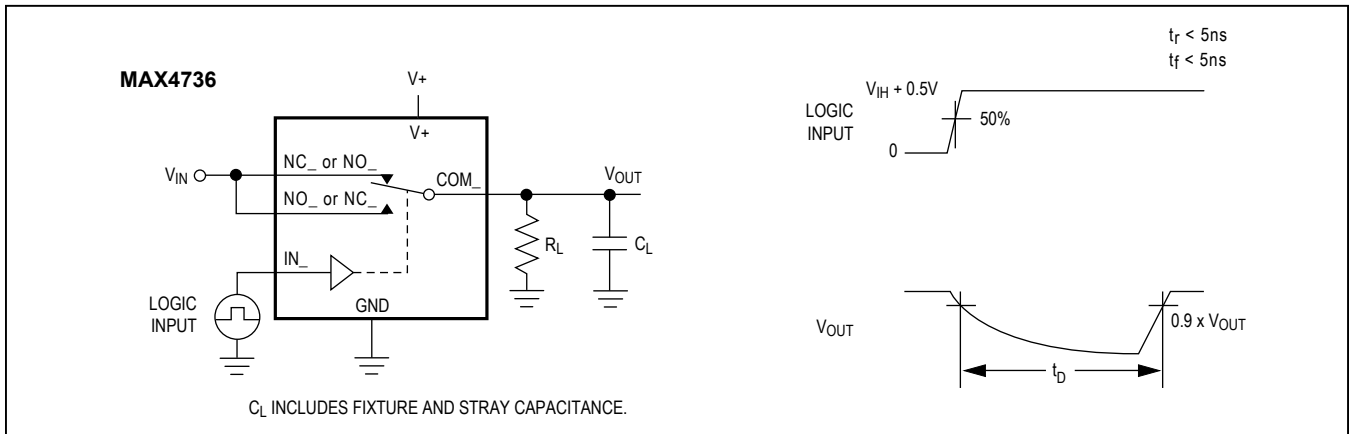 MAX4736
V+
V+
VIN
NC_ or NO_
NO_ or NC_
COM_
VOUT
RL
CL
IN_
LOGIC
INPUT
GND
CL INCLUDES FIXTURE AND STRAY CAPACITANCE.
tr < 5ns
tf < 5ns
VIH + 0.5V
LOGIC
INPUT
50%
0
VOUT
0.9 x VOUT
tD